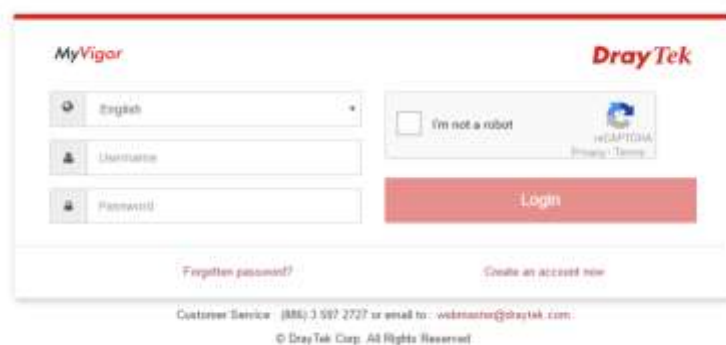 MyVigor
DrayTek
English
Username
Password
I'm not a robot
reCAPTCHA
Privacy - Terms
Login
Forgotten password?
Create an account now
Customer Service : (886) 3 597 2727 or email to : webmaster@draytek.com
© DrayTek Corp. All Rights Reserved